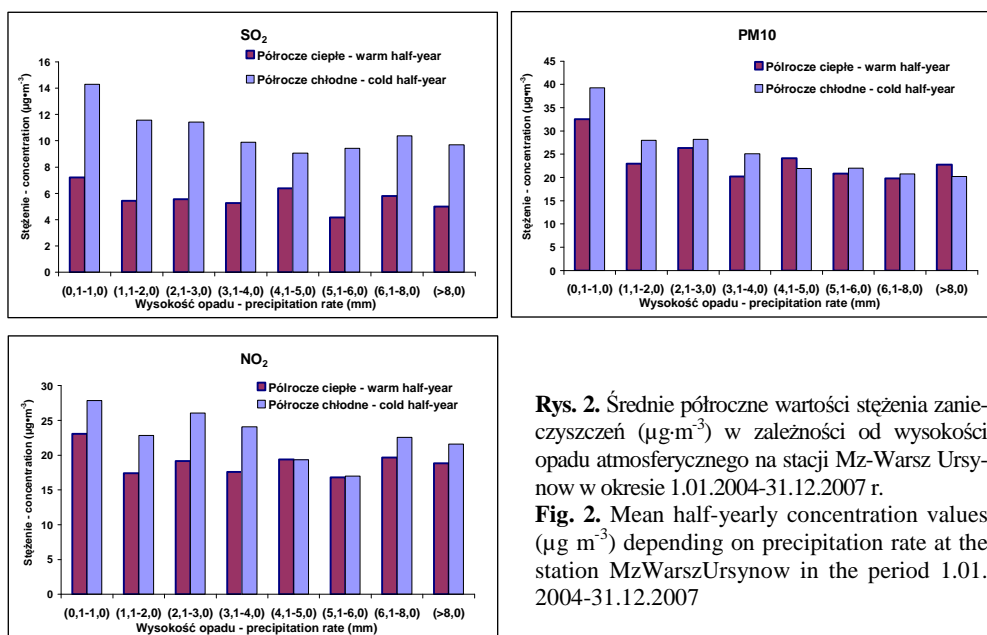 SO2
Półrocze ciepłe - warm half-year
Półrocze chłodne - cold half-year
Stężenie - concentration (µg•m-3)
16
14
12
10
8
6
4
2
0
(0,1-1,0) (1,1-2,0) (2,1-3,0) (3,1-4,0) (4,1-5,0) (5,1-6,0) (6,1-8,0) (>8,0)
Wysokość opadu - precipitation rate (mm)
PM10
Półrocze ciepłe - warm half-year
Półrocze chłodne - cold half-year
Stężenie - concentration (µg•m-3)
45
40
35
30
25
20
15
10
5
0
(0,1-1,0) (1,1-2,0) (2,1-3,0) (3,1-4,0) (4,1-5,0) (5,1-6,0) (6,1-8,0) (>8,0)
Wysokość opadu - precipitation rate (mm)
NO2
Pólrocze ciepłe - warm half-year
Półrocze chłodne - cold half-year
Stężenie - concentration (µg•m-3)
30
25
20
15
10
5
0
(0,1-1,0) (1,1-2,0) (2,1-3,0) (3,1-4,0) (4,1-5,0) (5,1-6,0) (6,1-8,0) (>8,0)
Wysokość opadu - precipitation rate (mm)
Rys. 2. Średnie półroczne wartości stężenia zanie-
czyszczeń (µg·m-3) w zależności od wysokości
opadu atmosferycznego na stacji Mz-Warsz Ursy-
now w okresie 1.01.2004-31.12.2007 r.
Fig. 2. Mean half-yearly concentration values
(µg m-3) depending on precipitation rate at the
station MzWarszUrsynow in the period 1.01.
2004-31.12.2007